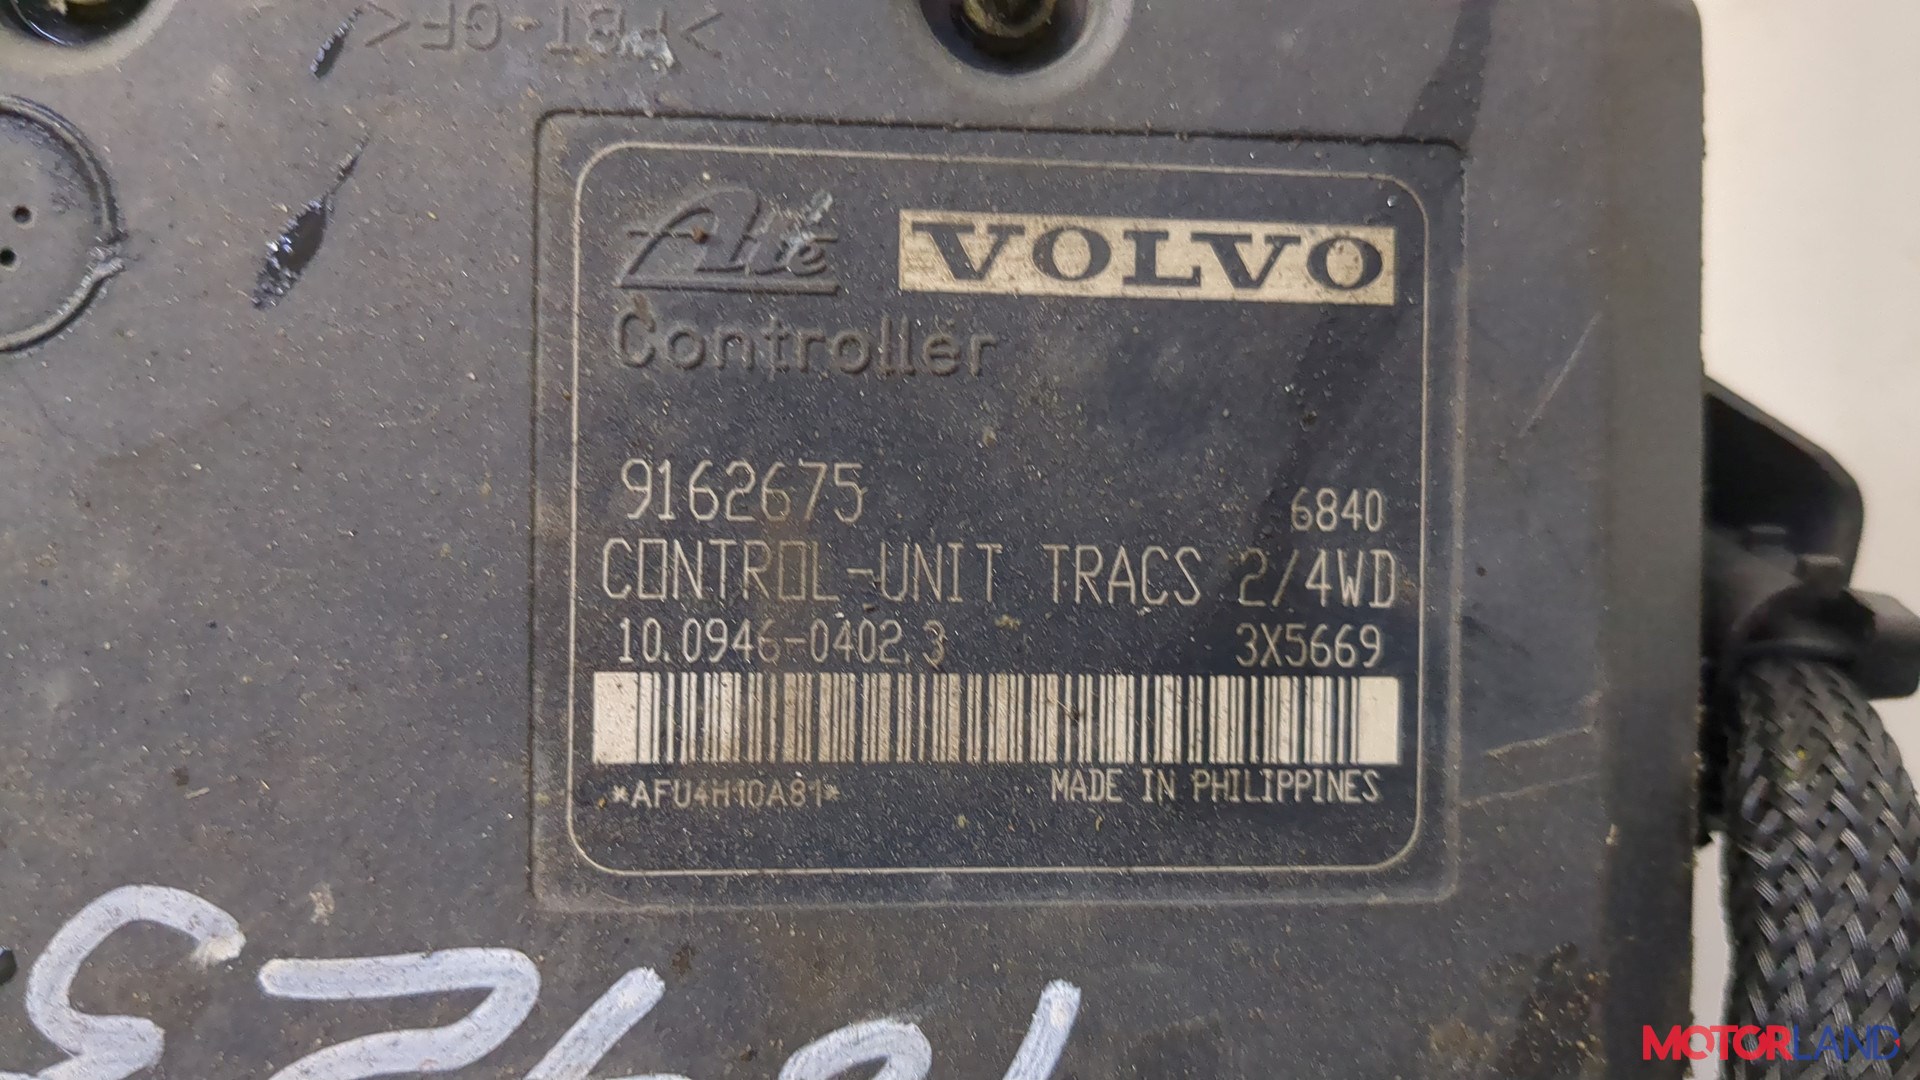 >PBT-GF<
Ate VOLVO
Controller
9162675 6840
CONTROL-UNIT TRACS 2/4WD
10.0946-0402.3 3X5669
*AFU4H10A81* MADE IN PHILIPPINES
MOTORLAND